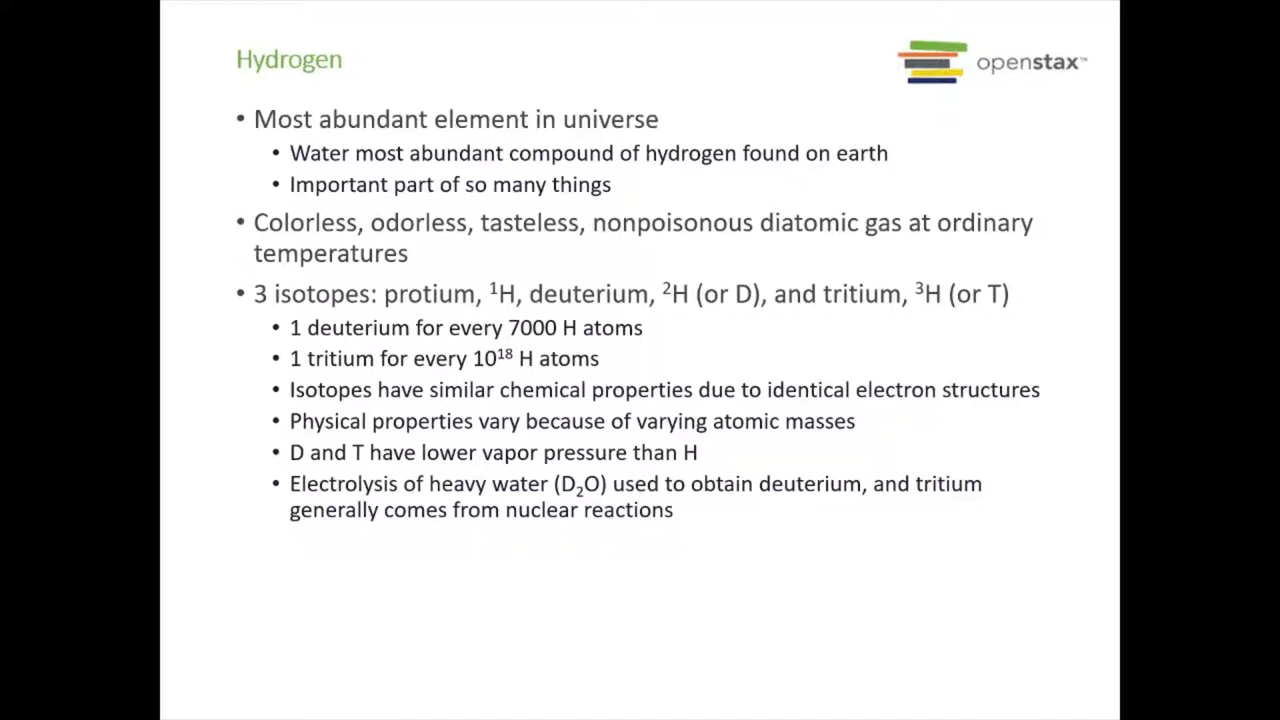 Hydrogen
openstax™
• Most abundant element in universe
• Water most abundant compound of hydrogen found on earth
• Important part of so many things
• Colorless, odorless, tasteless, nonpoisonous diatomic gas at ordinary
temperatures
• 3 isotopes: protium, ¹H, deuterium, ²H (or D), and tritium, ³H (or T)
• 1 deuterium for every 7000 H atoms
• 1 tritium for every 10¹⁸ H atoms
• Isotopes have similar chemical properties due to identical electron structures
• Physical properties vary because of varying atomic masses
• D and T have lower vapor pressure than H
• Electrolysis of heavy water (D₂O) used to obtain deuterium, and tritium
generally comes from nuclear reactions